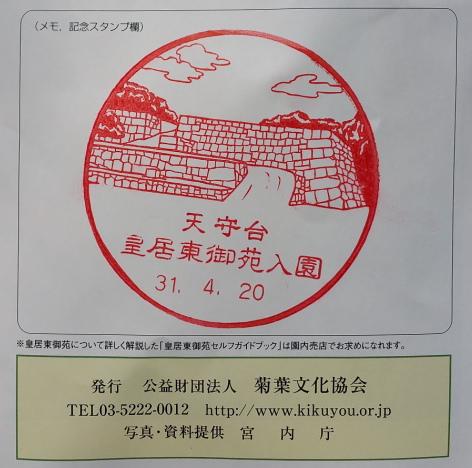 （メモ，記念スタンプ欄）
天守台
皇居東御苑入園
31. 4. 20
※皇居東御苑について詳しく解説した「皇居東御苑セルフガイドブック」は園内売店でお求めになれます。
発行　公益財団法人　菊葉文化協会
TEL03-5222-0012　http://www.kikuyou.or.jp
写真・資料提供　宮　内　庁